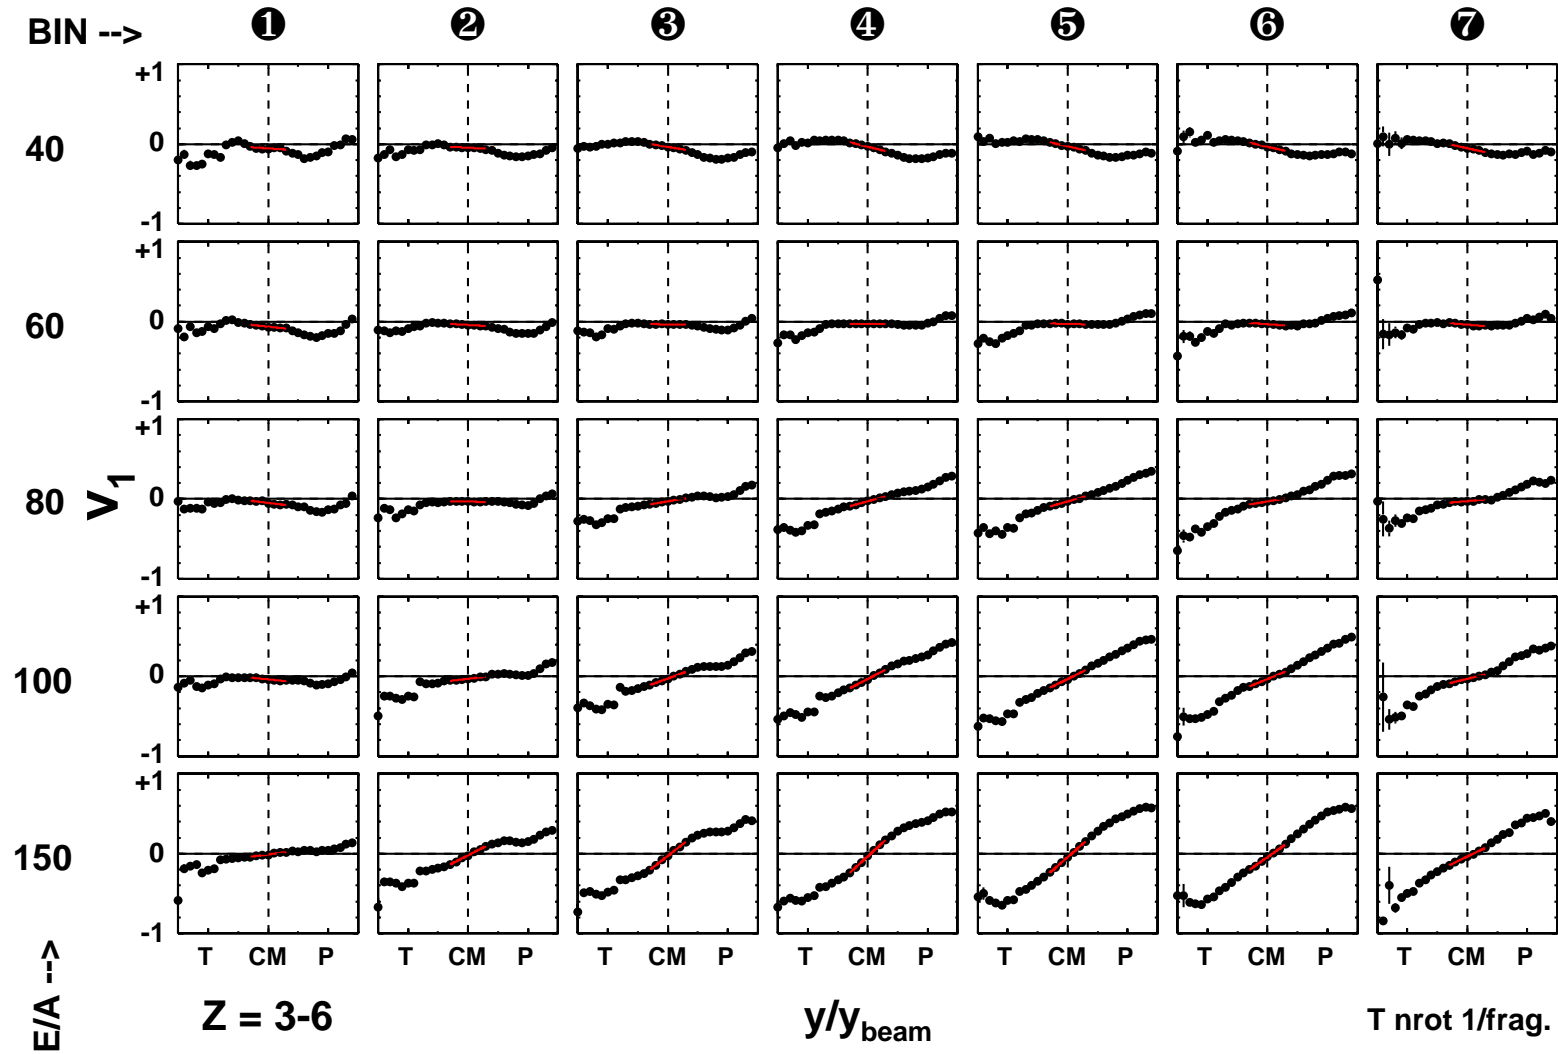 BIN --> ❶ ❷ ❸ ❹ ❺ ❻ ❼
+1
40 0
-1
+1
60 0
-1
+1
80 V1 0
-1
+1
100 0
-1
+1
150 0
-1
T CM P T CM P T CM P T CM P T CM P T CM P T CM P
E/A -->
Z = 3-6 y/ybeam T nrot 1/frag.